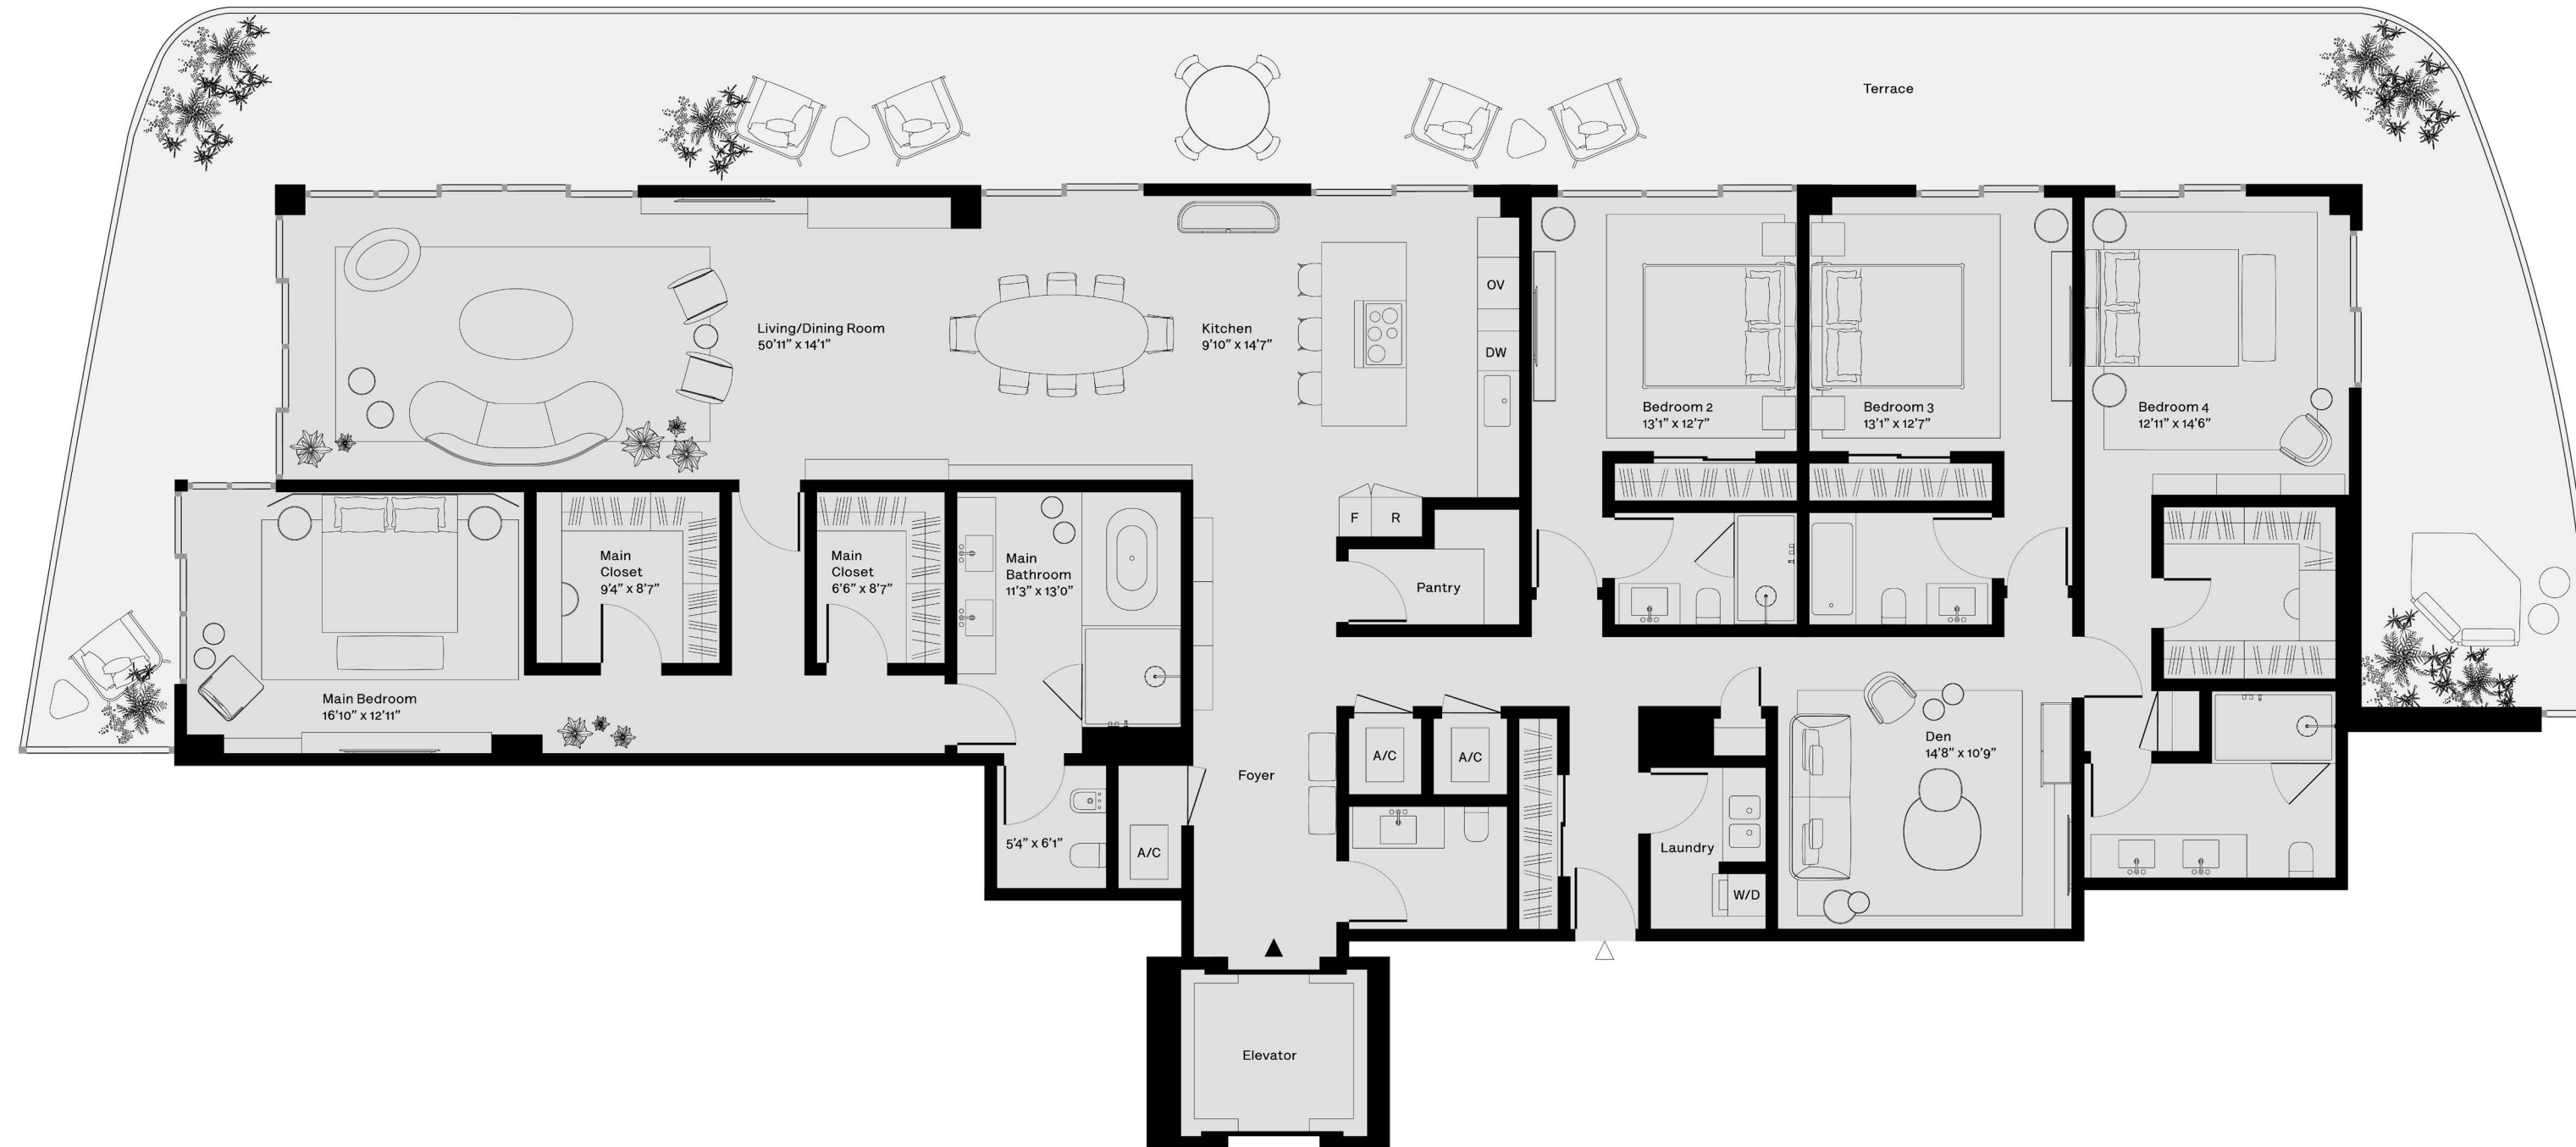 Terrace
Living/Dining Room
50'11" x 14'1"
Kitchen
9'10" x 14'7"
OV
DW
Bedroom 2
13'1" x 12'7"
Bedroom 3
13'1" x 12'7"
Bedroom 4
12'11" x 14'6"
F
R
Main
Closet
9'4" x 8'7"
Main
Closet
6'6" x 8'7"
Main
Bathroom
11'3" x 13'0"
Pantry
Main Bedroom
16'10" x 12'11"
Foyer
A/C
A/C
Den
14'8" x 10'9"
5'4" x 6'1"
A/C
Laundry
W/D
Elevator